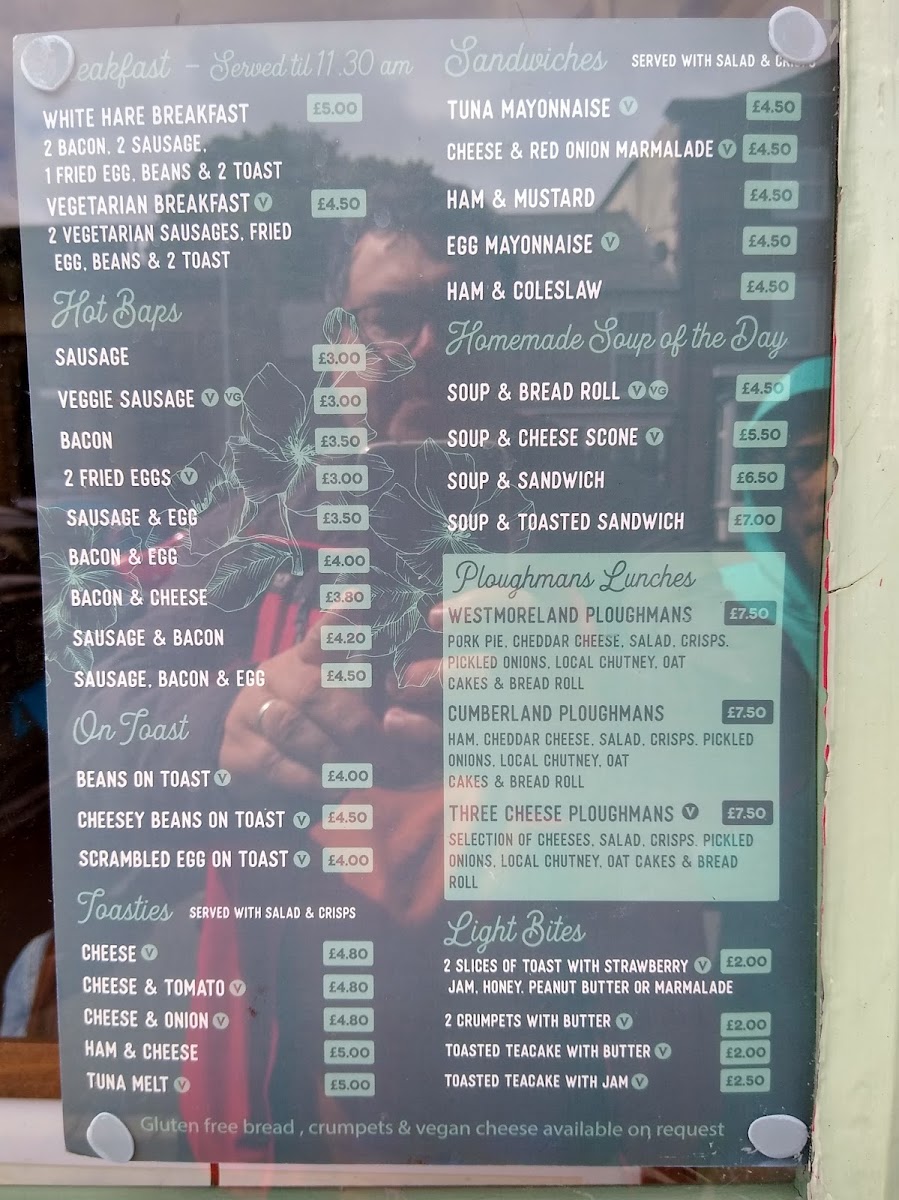 eakfast - Served til 11.30 am
WHITE HARE BREAKFAST £5.00
2 BACON, 2 SAUSAGE,
1 FRIED EGG, BEANS & 2 TOAST
VEGETARIAN BREAKFAST V £4.50
2 VEGETARIAN SAUSAGES, FRIED
EGG, BEANS & 2 TOAST
Hot Baps
SAUSAGE £3.00
VEGGIE SAUSAGE V VG £3.00
BACON £3.50
2 FRIED EGGS V £3.00
SAUSAGE & EGG £3.50
BACON & EGG £4.00
BACON & CHEESE £3.80
SAUSAGE & BACON £4.20
SAUSAGE, BACON & EGG £4.50
On Toast
BEANS ON TOAST V £4.00
CHEESEY BEANS ON TOAST V £4.50
SCRAMBLED EGG ON TOAST V £4.00
Toasties SERVED WITH SALAD & CRISPS
CHEESE V £4.80
CHEESE & TOMATO V £4.80
CHEESE & ONION V £4.80
HAM & CHEESE £5.00
TUNA MELT V £5.00
Sandwiches SERVED WITH SALAD &
TUNA MAYONNAISE V £4.50
CHEESE & RED ONION MARMALADE V £4.50
HAM & MUSTARD £4.50
EGG MAYONNAISE V £4.50
HAM & COLESLAW £4.50
Homemade Soup of the Day
SOUP & BREAD ROLL V VG £4.50
SOUP & CHEESE SCONE V £5.50
SOUP & SANDWICH £6.50
SOUP & TOASTED SANDWICH £7.00
Ploughmans Lunches
WESTMORELAND PLOUGHMANS £7.50
PORK PIE, CHEDDAR CHEESE, SALAD, CRISPS.
PICKLED ONIONS, LOCAL CHUTNEY, OAT
CAKES & BREAD ROLL
CUMBERLAND PLOUGHMANS £7.50
HAM, CHEDDAR CHEESE, SALAD, CRISPS. PICKLED
ONIONS, LOCAL CHUTNEY, OAT
CAKES & BREAD ROLL
THREE CHEESE PLOUGHMANS V £7.50
SELECTION OF CHEESES, SALAD, CRISPS. PICKLED
ONIONS, LOCAL CHUTNEY, OAT CAKES & BREAD
ROLL
Light Bites
2 SLICES OF TOAST WITH STRAWBERRY V £2.00
JAM, HONEY, PEANUT BUTTER OR MARMALADE
2 CRUMPETS WITH BUTTER V £2.00
TOASTED TEACAKE WITH BUTTER V £2.00
TOASTED TEACAKE WITH JAM V £2.50
Gluten free bread , crumpets & vegan cheese available on request